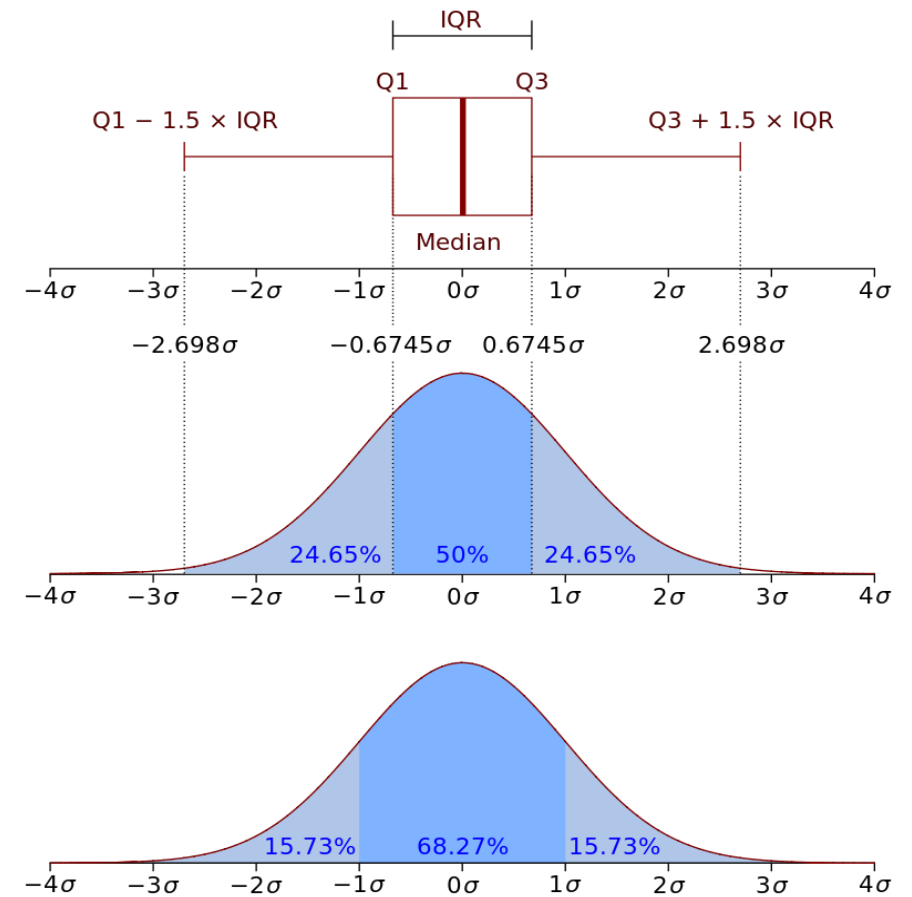 IQR
Q1 Q3
Q1 − 1.5 × IQR Q3 + 1.5 × IQR
Median
−4σ −3σ −2σ −1σ 0σ 1σ 2σ 3σ 4σ
−2.698σ −0.6745σ 0.6745σ 2.698σ
24.65% 50% 24.65%
−4σ −3σ −2σ −1σ 0σ 1σ 2σ 3σ 4σ
15.73% 68.27% 15.73%
−4σ −3σ −2σ −1σ 0σ 1σ 2σ 3σ 4σ